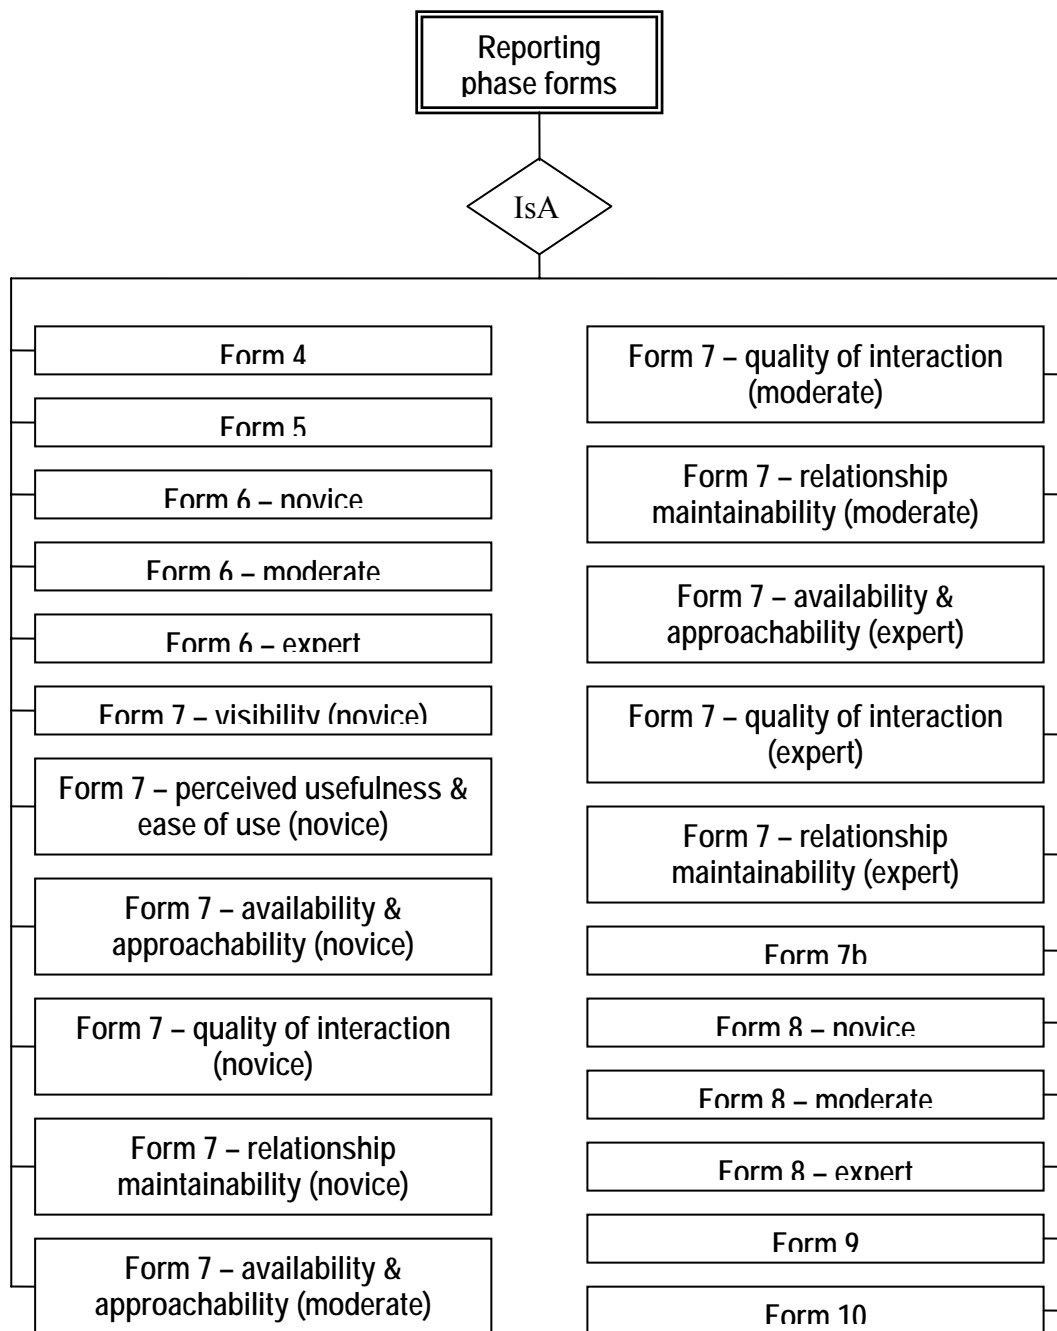 Reporting
phase forms
IsA
Form 4
Form 5
Form 6 – novice
Form 6 – moderate
Form 6 – expert
Form 7 – visibility (novice)
Form 7 – perceived usefulness &
ease of use (novice)
Form 7 – availability &
approachability (novice)
Form 7 – quality of interaction
(novice)
Form 7 – relationship
maintainability (novice)
Form 7 – availability &
approachability (moderate)
Form 7 – quality of interaction
(moderate)
Form 7 – relationship
maintainability (moderate)
Form 7 – availability &
approachability (expert)
Form 7 – quality of interaction
(expert)
Form 7 – relationship
maintainability (expert)
Form 7b
Form 8 – novice
Form 8 – moderate
Form 8 – expert
Form 9
Form 10